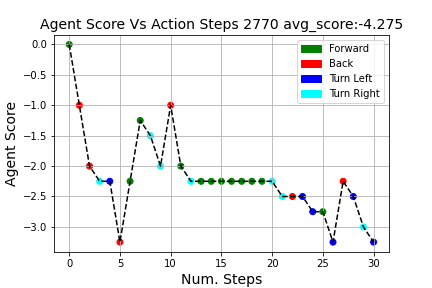 Agent Score Vs Action Steps 2770 avg_score:-4.275
Forward
Back
Turn Left
Turn Right
Agent Score
0.0
−0.5
−1.0
−1.5
−2.0
−2.5
−3.0
0 5 10 15 20 25 30
Num. Steps